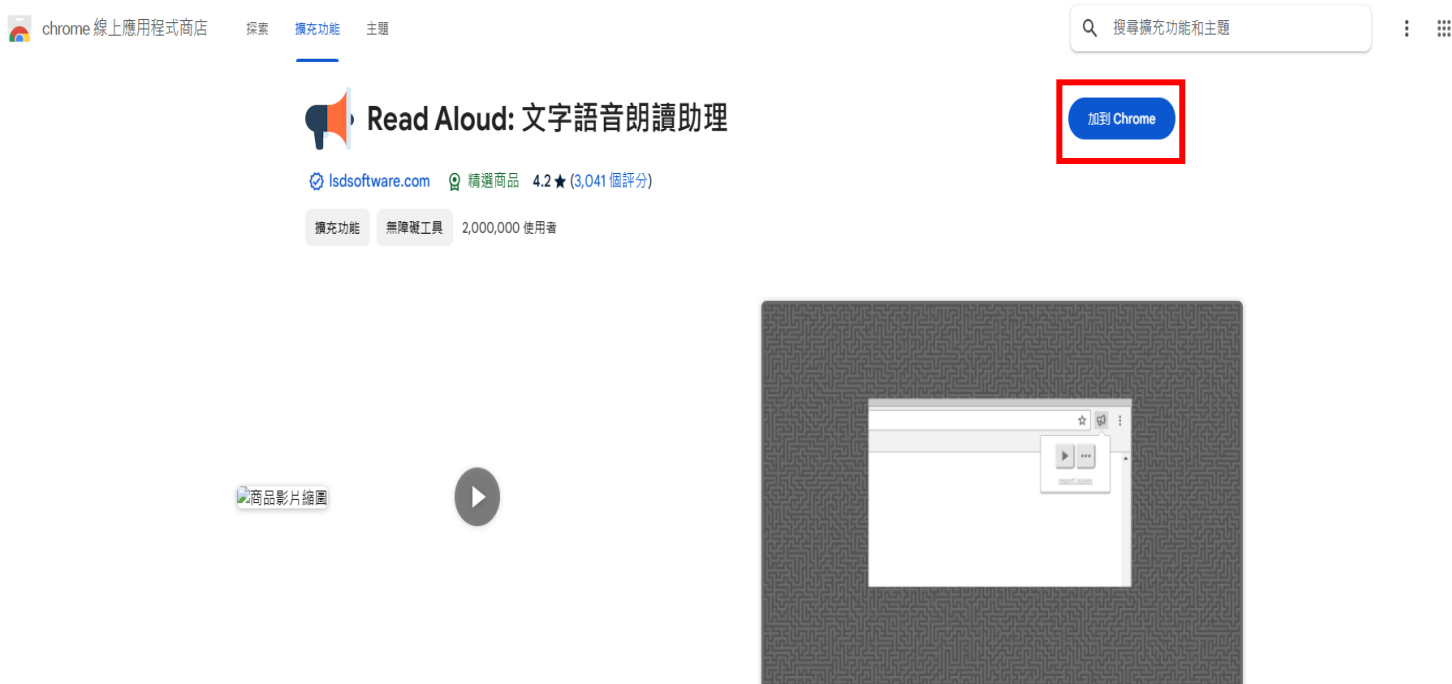 chrome 線上應用程式商店 探索 擴充功能 主題 搜尋擴充功能和主題
Read Aloud: 文字語音朗讀助理 加到 Chrome
lsdsoftware.com 精選商品 4.2 ★ (3,041 個評分)
擴充功能 無障礙工具 2,000,000 使用者
report issues
商品影片縮圖